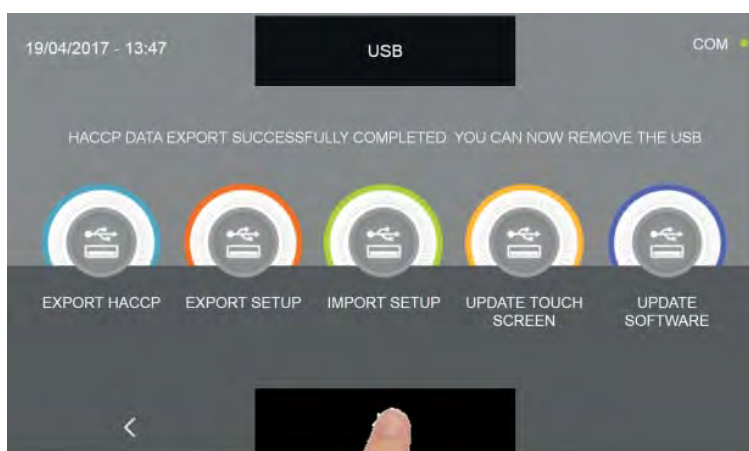 19/04/2017 - 13:47
USB
COM
HACCP DATA EXPORT SUCCESSFULLY COMPLETED YOU CAN NOW REMOVE THE USB
EXPORT HACCP
EXPORT SETUP
IMPORT SETUP
UPDATE TOUCH
SCREEN
UPDATE
SOFTWARE
<